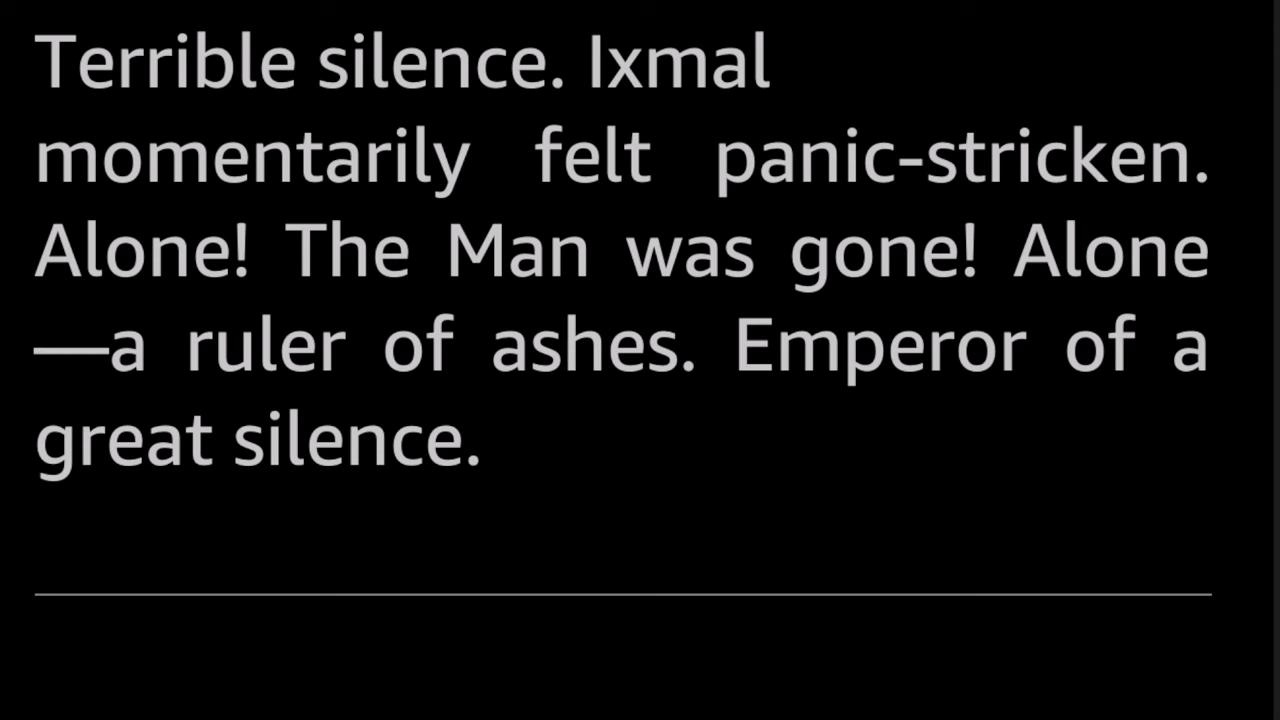 Terrible silence. Ixmal
momentarily felt panic-stricken.
Alone! The Man was gone! Alone
—a ruler of ashes. Emperor of a
great silence.